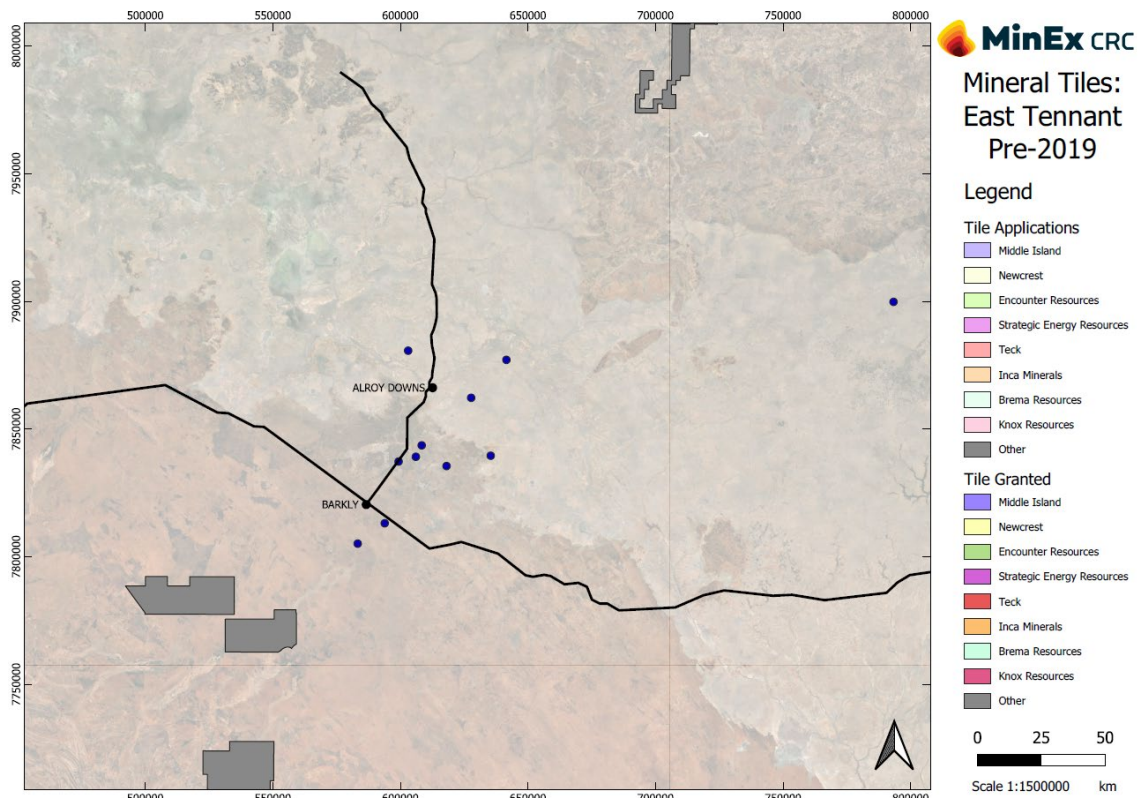 500000 550000 600000 650000 700000 750000 800000
8000000
7950000
7900000
7850000
7800000
7750000
ALROY DOWNS
BARKLY
500000 550000 600000 650000 700000 750000 800000
MinEx CRC
Mineral Tiles:
East Tennant
Pre-2019
Legend
Tile Applications
Middle Island
Newcrest
Encounter Resources
Strategic Energy Resources
Teck
Inca Minerals
Brema Resources
Knox Resources
Other
Tile Granted
Middle Island
Newcrest
Encounter Resources
Strategic Energy Resources
Teck
Inca Minerals
Brema Resources
Knox Resources
Other
0 25 50
Scale 1:1500000 km